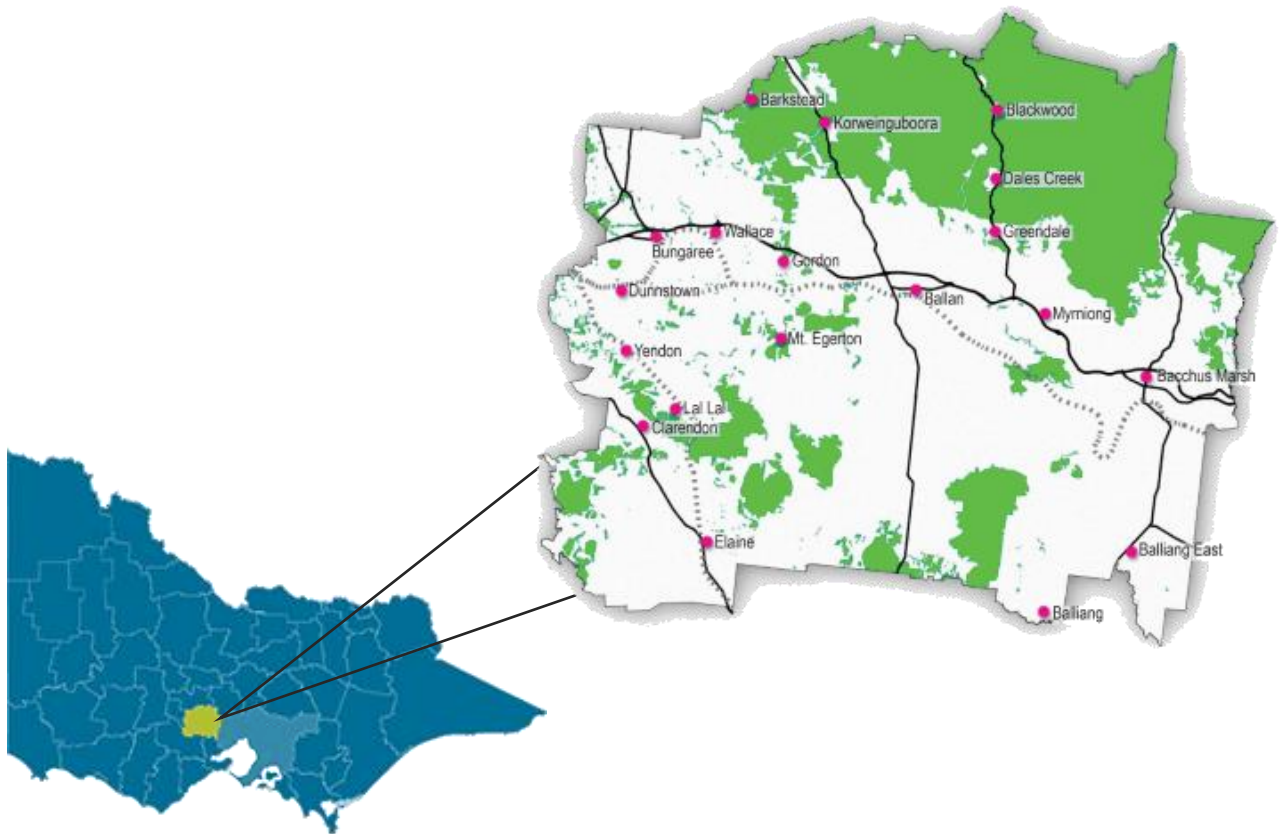 Barkstead
Blackwood
Korweinguboora
Dales Creek
Greendale
Wallace
Bungaree
Gordon
Dunnstown
Ballan
Myrniong
Mt. Egerton
Yendon
Bacchus Marsh
Lal Lal
Clarendon
Elaine
Balliang East
Balliang